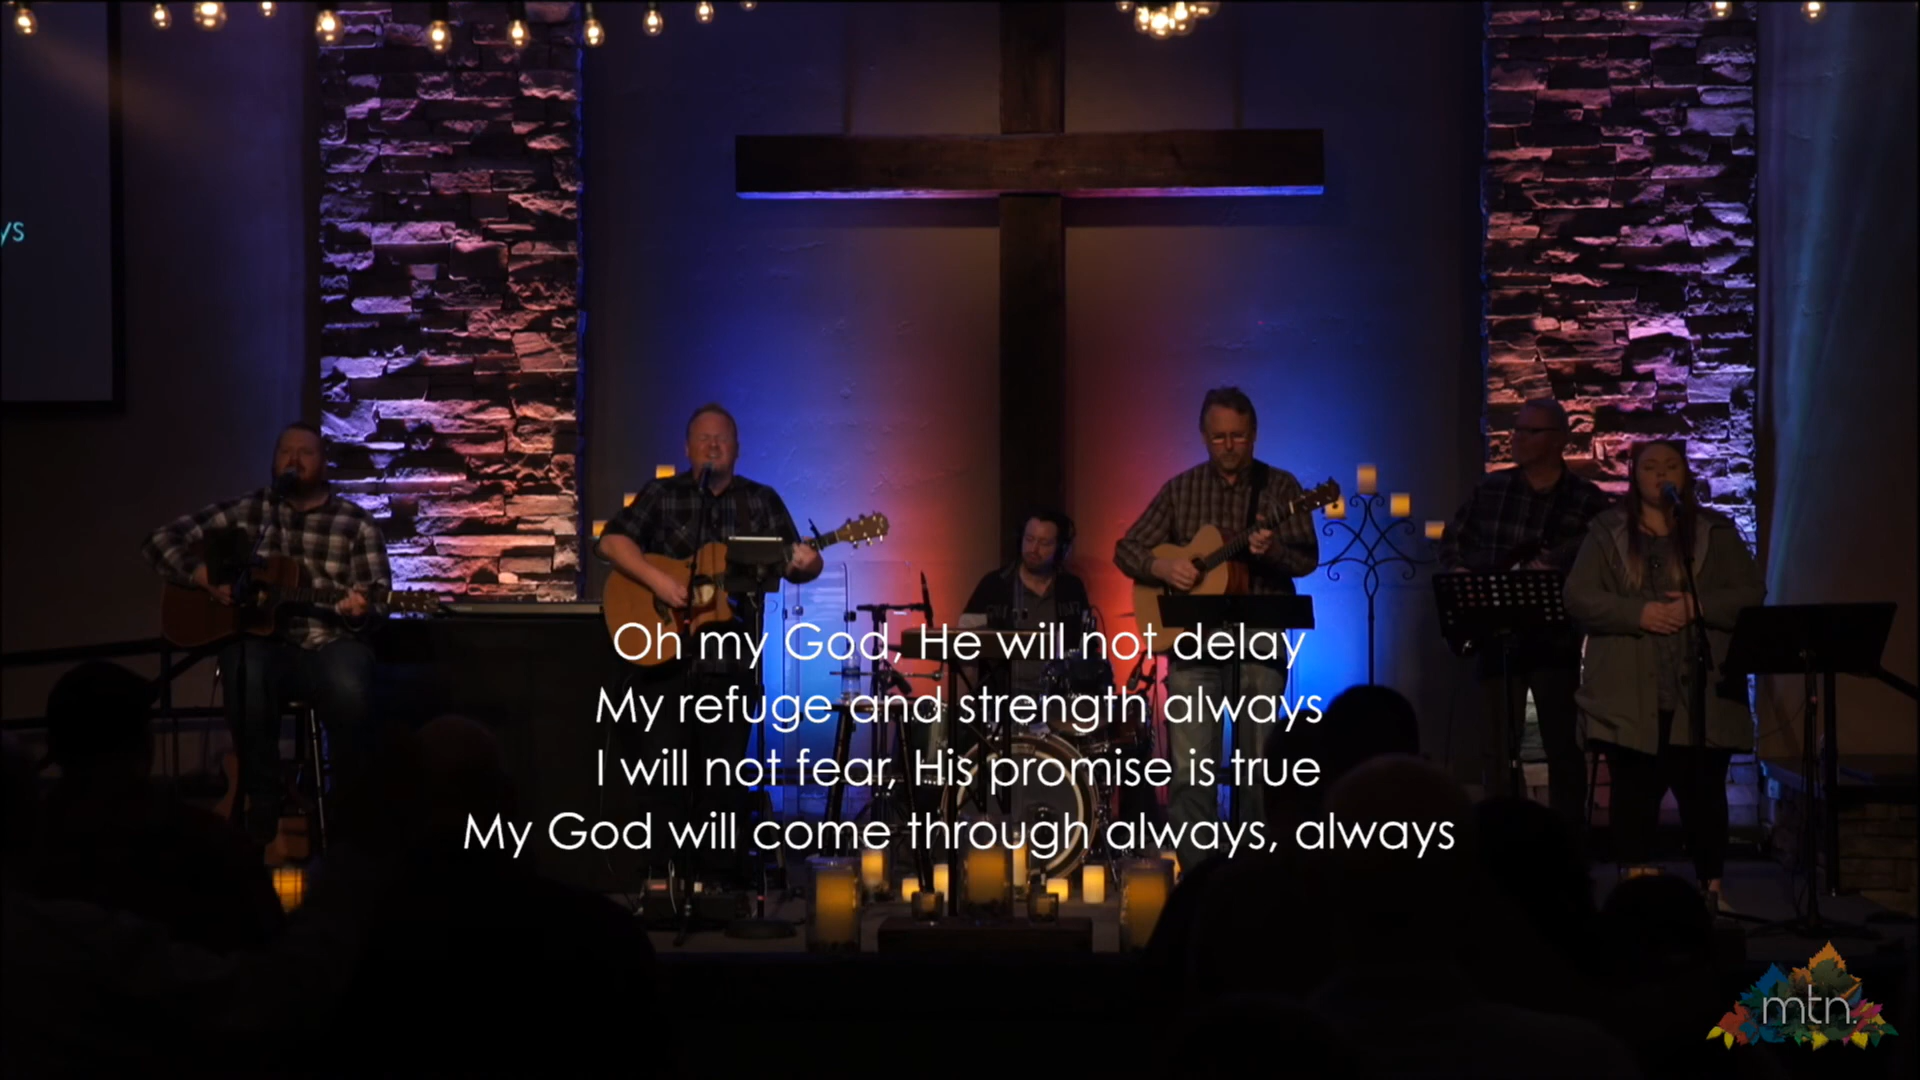 ys
Oh my God, He will not delay
My refuge and strength always
I will not fear, His promise is true
My God will come through always, always
mtn.